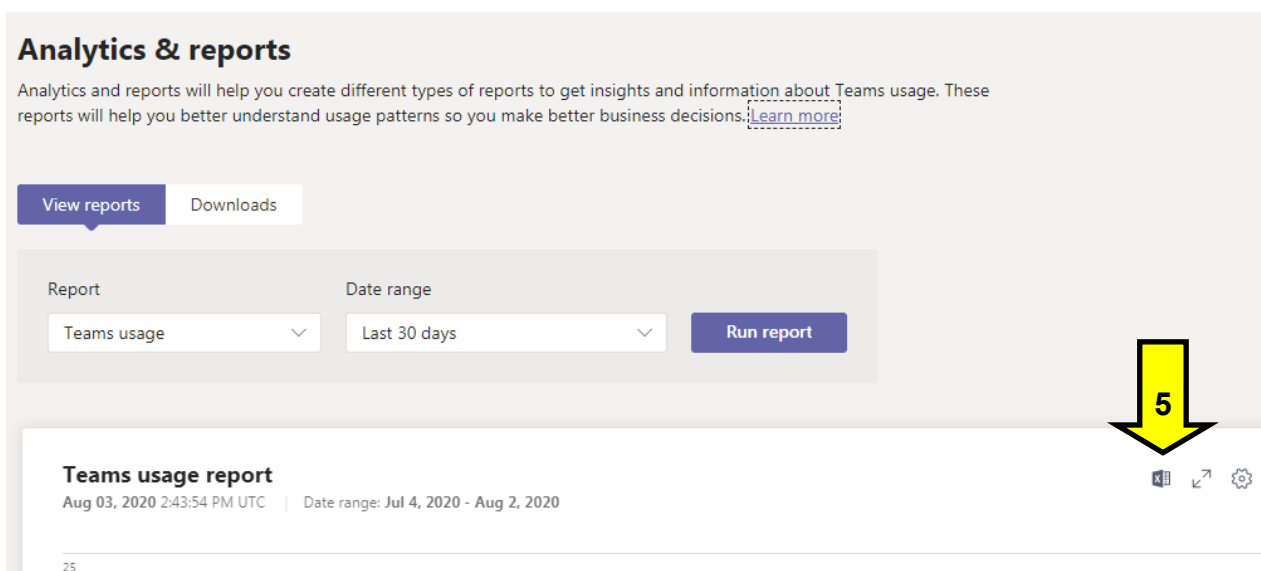 Analytics & reports
Analytics and reports will help you create different types of reports to get insights and information about Teams usage. These
reports will help you better understand usage patterns so you make better business decisions. Learn more
View reports Downloads
Report Date range
Teams usage Last 30 days Run report
5
Teams usage report
Aug 03, 2020 2:43:54 PM UTC | Date range: Jul 4, 2020 - Aug 2, 2020
25